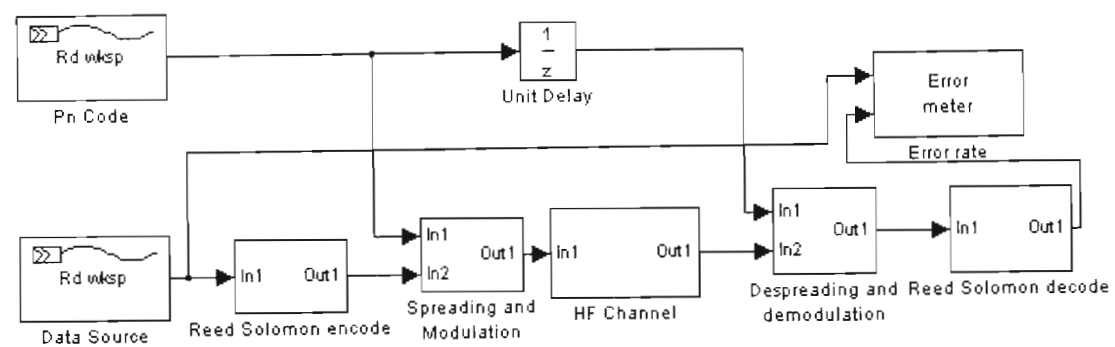 Rd wksp
Pn Code
1
z
Unit Delay
Error
meter
Error rate
Rd wksp
Data Source
In1
Out1
Reed Solomon encode
In1
In2
Out1
Spreading and
Modulation
In1
Out1
HF Channel
In1
In2
Out1
Despreading and
demodulation
In1
Out1
Reed Solomon decode